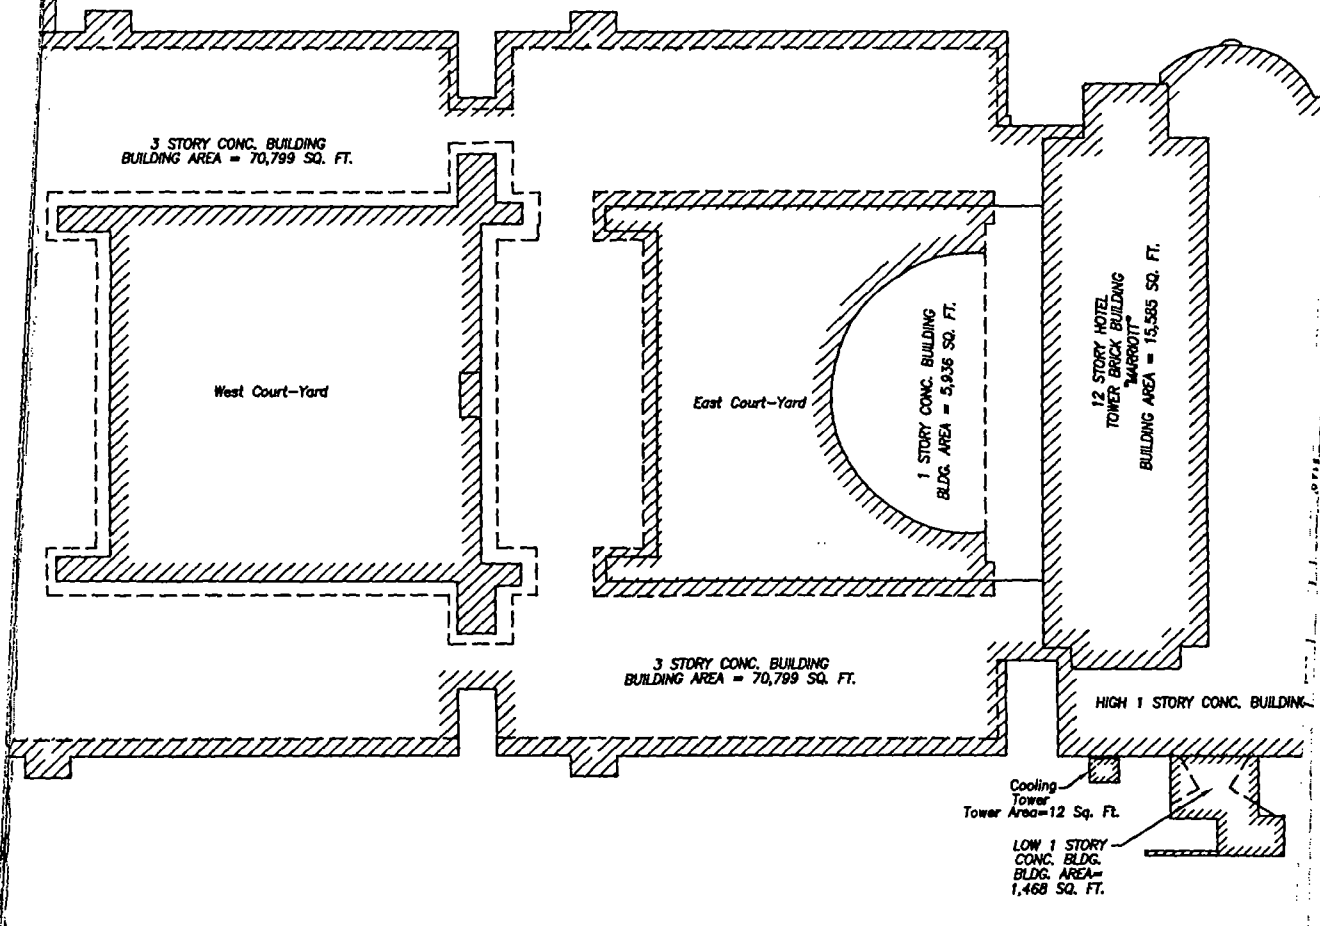 3 STORY CONC. BUILDING
BUILDING AREA = 70,799 SQ. FT.
West Court-Yard
East Court-Yard
1 STORY CONC. BUILDING
BLDG. AREA = 5,936 SQ. FT.
12 STORY HOTEL
TOWER BRICK BUILDING
"MARRIOTT"
BUILDING AREA = 15,585 SQ. FT.
3 STORY CONC. BUILDING
BUILDING AREA = 70,799 SQ. FT.
HIGH 1 STORY CONC. BUILDING
Cooling
Tower
Tower Area=12 Sq. Ft.
LOW 1 STORY
CONC. BLDG.
BLDG. AREA=
1,468 SQ. FT.